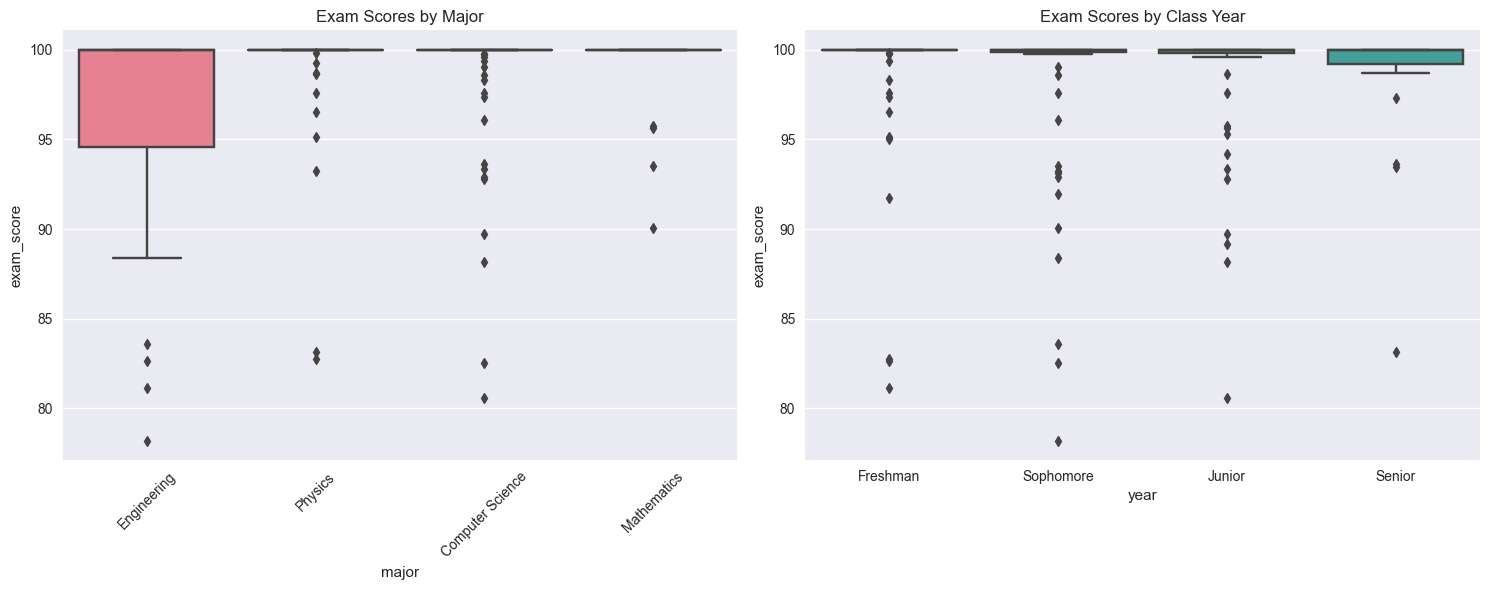 Exam Scores by Major
exam_score
100
95
90
85
80
Engineering
Physics
Computer Science
Mathematics
major
Exam Scores by Class Year
exam_score
100
95
90
85
80
Freshman
Sophomore
Junior
Senior
year